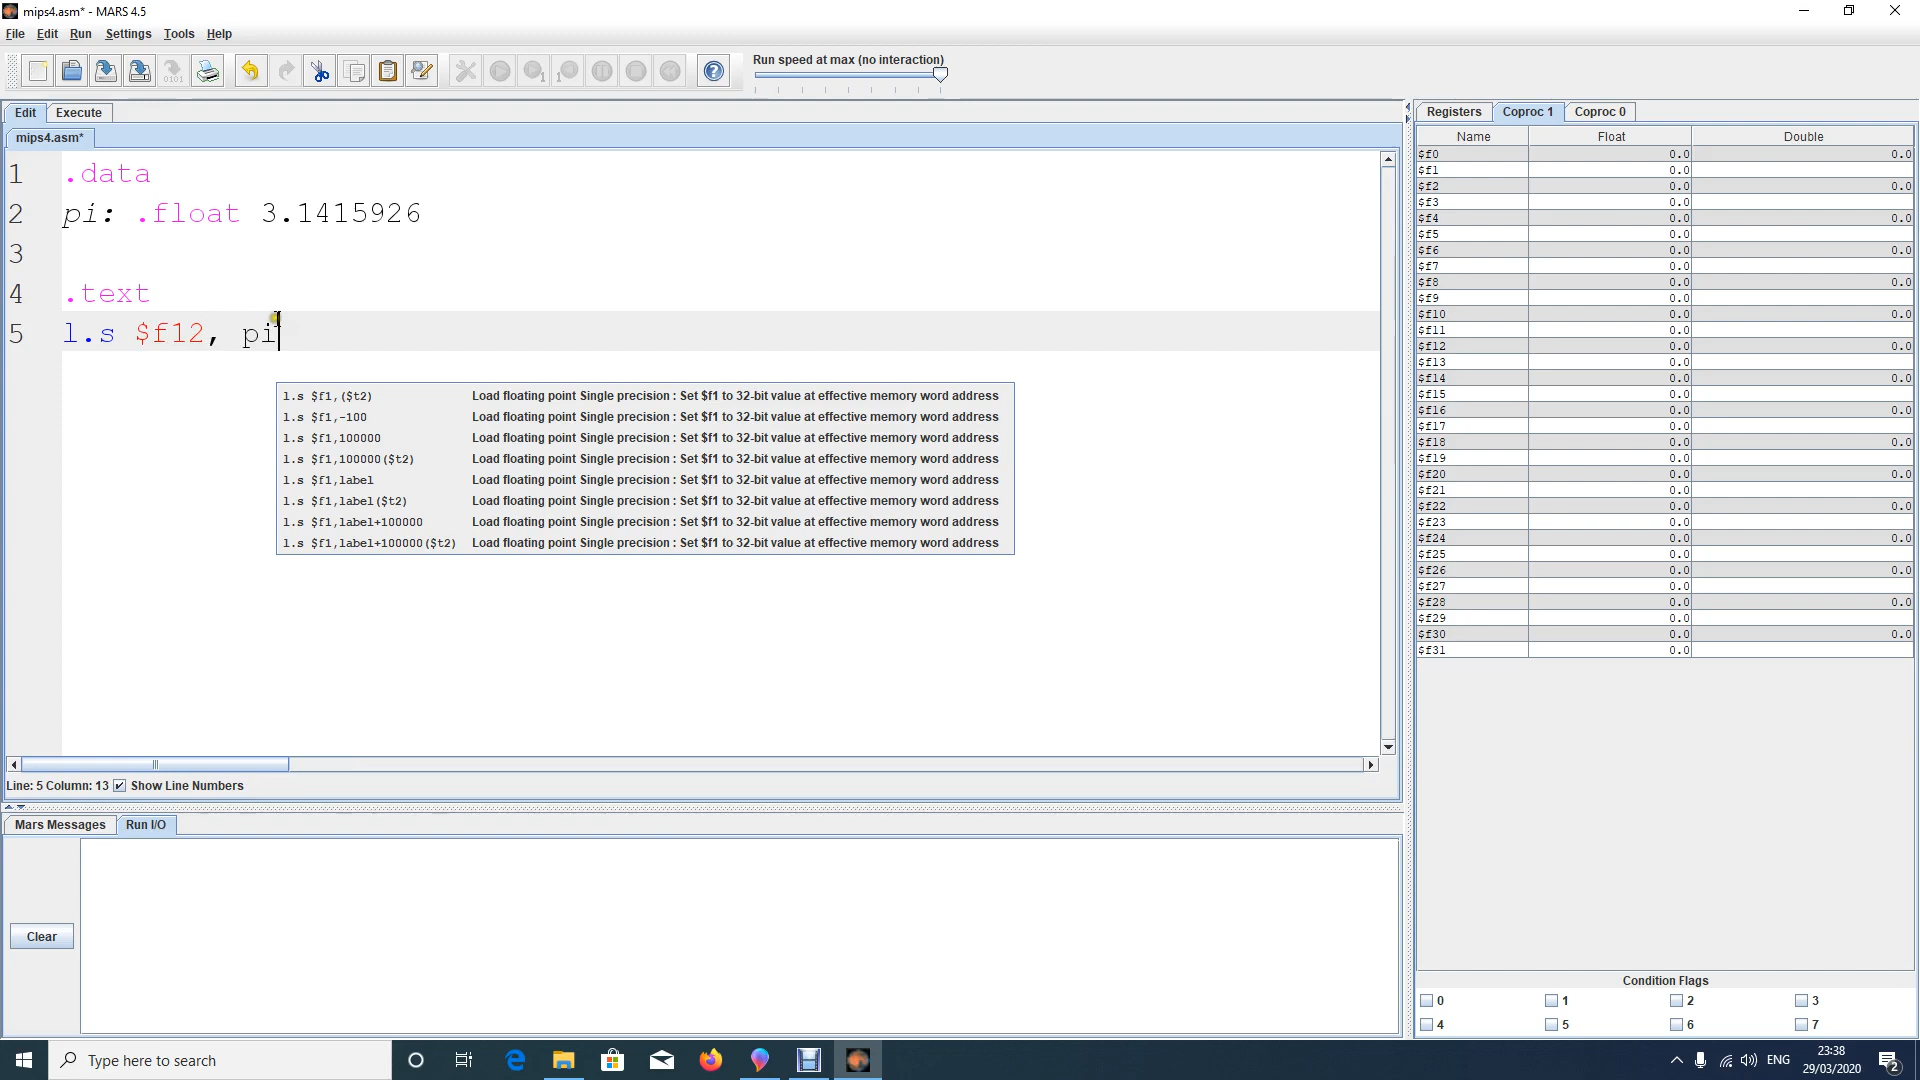 mips4.asm* - MARS 4.5
File Edit Run Settings Tools Help
Run speed at max (no interaction)
Edit Execute
mips4.asm*
1 .data
2 pi: .float 3.1415926
3
4 .text
5 l.s $f12, pi
l.s $f1,($t2) Load floating point Single precision : Set $f1 to 32-bit value at effective memory word address
l.s $f1,-100 Load floating point Single precision : Set $f1 to 32-bit value at effective memory word address
l.s $f1,100000 Load floating point Single precision : Set $f1 to 32-bit value at effective memory word address
l.s $f1,100000($t2) Load floating point Single precision : Set $f1 to 32-bit value at effective memory word address
l.s $f1,label Load floating point Single precision : Set $f1 to 32-bit value at effective memory word address
l.s $f1,label($t2) Load floating point Single precision : Set $f1 to 32-bit value at effective memory word address
l.s $f1,label+100000 Load floating point Single precision : Set $f1 to 32-bit value at effective memory word address
l.s $f1,label+100000($t2) Load floating point Single precision : Set $f1 to 32-bit value at effective memory word address
Line: 5 Column: 13 Show Line Numbers
Mars Messages Run I/O
Clear
Registers Coproc 1 Coproc 0
Name Float Double
$f0 0.0 0.0
$f1 0.0
$f2 0.0 0.0
$f3 0.0
$f4 0.0 0.0
$f5 0.0
$f6 0.0 0.0
$f7 0.0
$f8 0.0 0.0
$f9 0.0
$f10 0.0 0.0
$f11 0.0
$f12 0.0 0.0
$f13 0.0
$f14 0.0 0.0
$f15 0.0
$f16 0.0 0.0
$f17 0.0
$f18 0.0 0.0
$f19 0.0
$f20 0.0 0.0
$f21 0.0
$f22 0.0 0.0
$f23 0.0
$f24 0.0 0.0
$f25 0.0
$f26 0.0 0.0
$f27 0.0
$f28 0.0 0.0
$f29 0.0
$f30 0.0 0.0
$f31 0.0
Condition Flags
0 1 2 3
4 5 6 7
Type here to search
ENG
23:38
29/03/2020
2